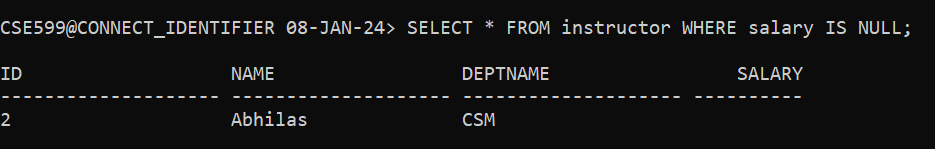 CSE599@CONNECT_IDENTIFIER 08-JAN-24> SELECT * FROM instructor WHERE salary IS NULL;
ID                   NAME                 DEPTNAME                 SALARY
-------------------- -------------------- -------------------- ----------
2                    Abhilas              CSM